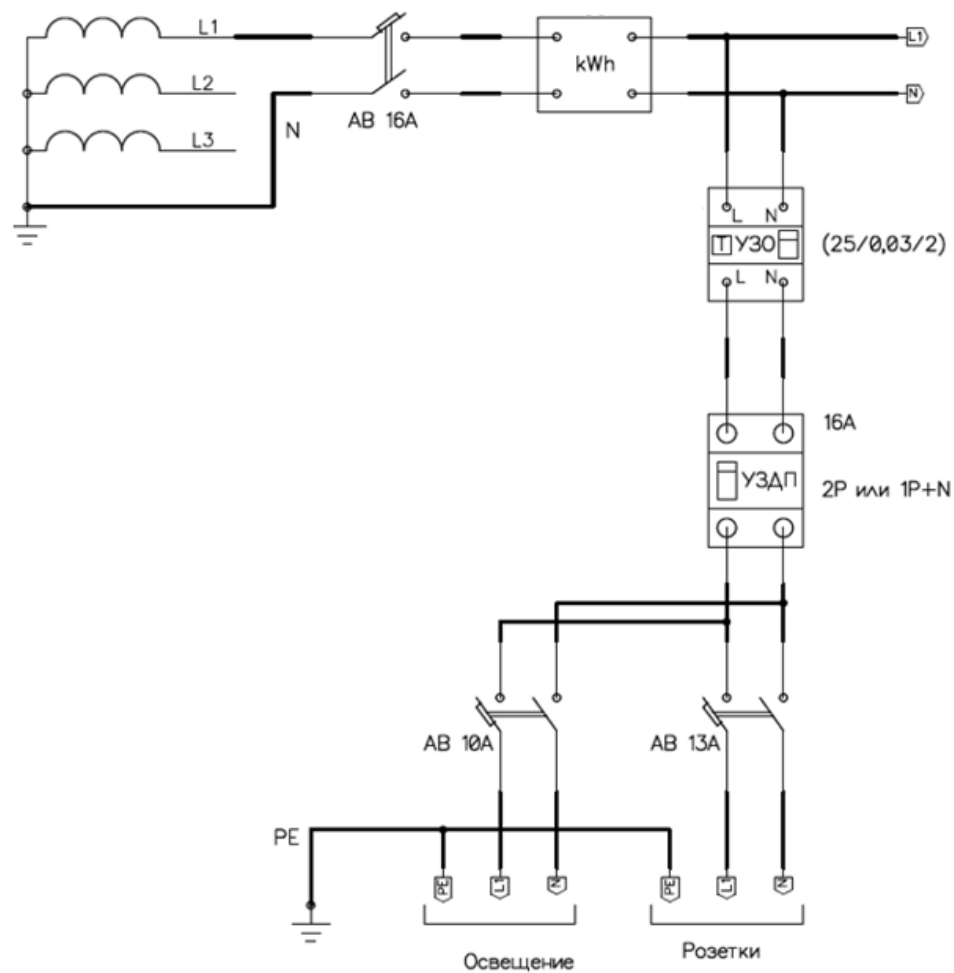 L1
L2
L3
N
АВ 16А
kWh
L1
N
L N
T УЗО
L N
(25/0,03/2)
16А
УЗДП
2Р или 1Р+N
АВ 10А
АВ 13А
PE
PE
L1
N
PE
L1
N
Освещение
Розетки